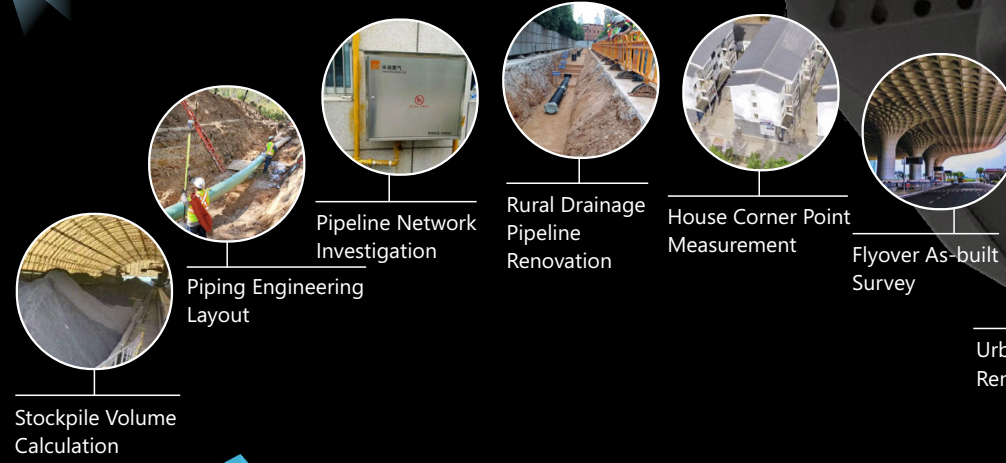 Stockpile Volume
Calculation
Piping Engineering
Layout
Pipeline Network
Investigation
Rural Drainage
Pipeline
Renovation
House Corner Point
Measurement
Flyover As-built
Survey